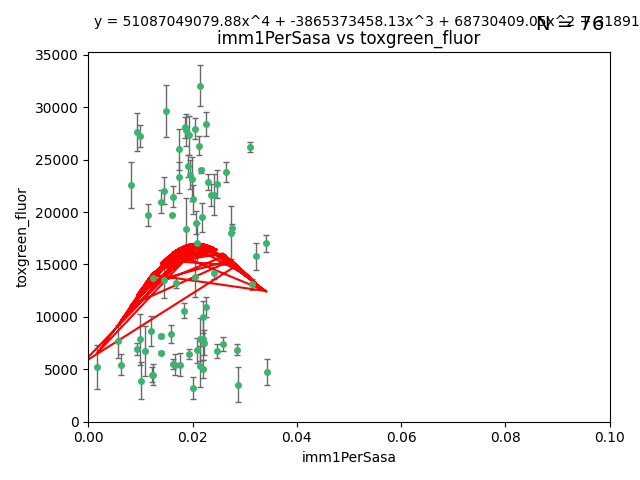 y = 51087049079.88x^4 + -3865373458.13x^3 + 68730409.05x^2 +
N = 76
imm1PerSasa vs toxgreen_fluor
35000
30000
25000
20000
15000
10000
5000
0
toxgreen_fluor
0.00 0.02 0.04 0.06 0.08 0.10
imm1PerSasa